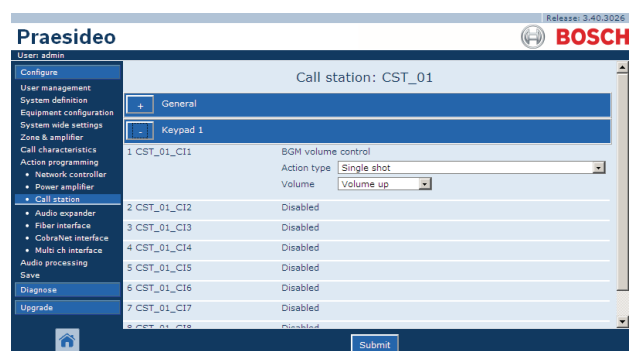 Release: 3.40.3026
Praesideo
BOSCH
User: admin
Configure
User management
System definition
Equipment configuration
System wide settings
Zone & amplifier
Call characteristics
Action programming
• Network controller
• Power amplifier
• Call station
• Audio expander
• Fiber interface
• CobraNet interface
• Multi ch interface
Audio processing
Save
Diagnose
Upgrade
Call station: CST_01
+ General
- Keypad 1
1 CST_01_CI1 BGM volume control
Action type Single shot
Volume Volume up
2 CST_01_CI2 Disabled
3 CST_01_CI3 Disabled
4 CST_01_CI4 Disabled
5 CST_01_CI5 Disabled
6 CST_01_CI6 Disabled
7 CST_01_CI7 Disabled
8 CST_01_CI8 Disabled
Submit